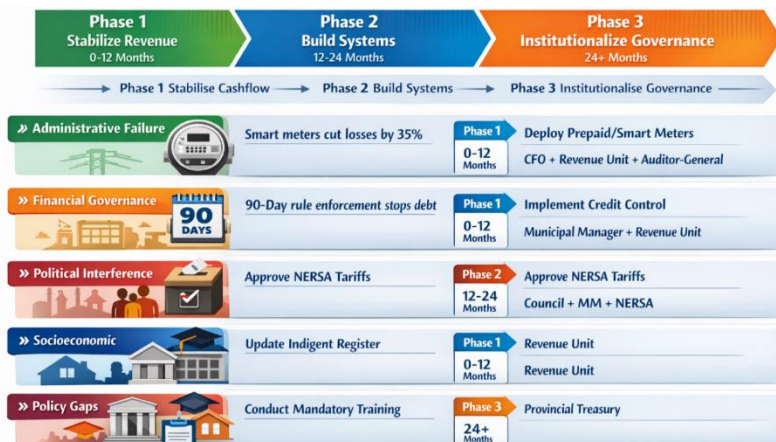 Phase 1
Stabilize Revenue
0-12 Months
Phase 2
Build Systems
12-24 Months
Phase 3
Institutionalize Governance
24+ Months
Phase 1 Stabilise Cashflow
Phase 2 Build Systems
Phase 3 Institutionalise Governance
» Administrative Failure
Smart meters cut losses by 35%
Phase 1
0-12
Months
Deploy Prepaid/Smart Meters
CFO + Revenue Unit + Auditor-General
» Financial Governance
90
DAYS
90-Day rule enforcement stops debt
Phase 1
0-12
Months
Implement Credit Control
Municipal Manager + Revenue Unit
» Political Interference
Approve NERSA Tariffs
Phase 2
12-24
Months
Approve NERSA Tariffs
Council + MM + NERSA
» Socioeconomic
Update Indigent Register
Phase 1
0-12
Months
Revenue Unit
Revenue Unit
» Policy Gaps
Conduct Mandatory Training
Phase 3
24+
Months
Provincial Treasury